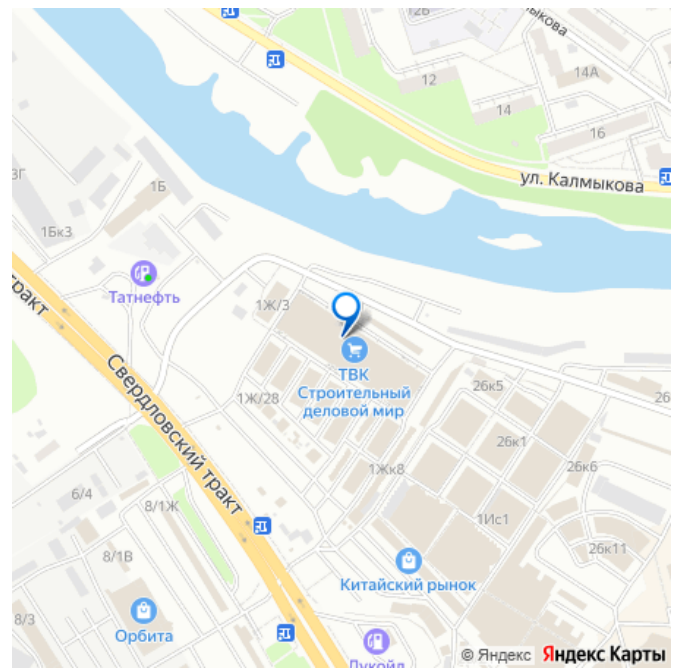 12В
ыкова
12
14А
14
16
ул. Калмыкова
3Г
1Б
1Бк3
Татнефть
тракт
1Ж/3
Свердловский тракт
ТВК
Строительный
деловой мир
1Ж/28
26к5
26
26к1
1Жк8
26к6
6/4
8/1Ж
1Ис1
26к11
8/1В
Китайский рынок
8/3
Орбита
Лукойл
© Яндекс Яндекс Карты